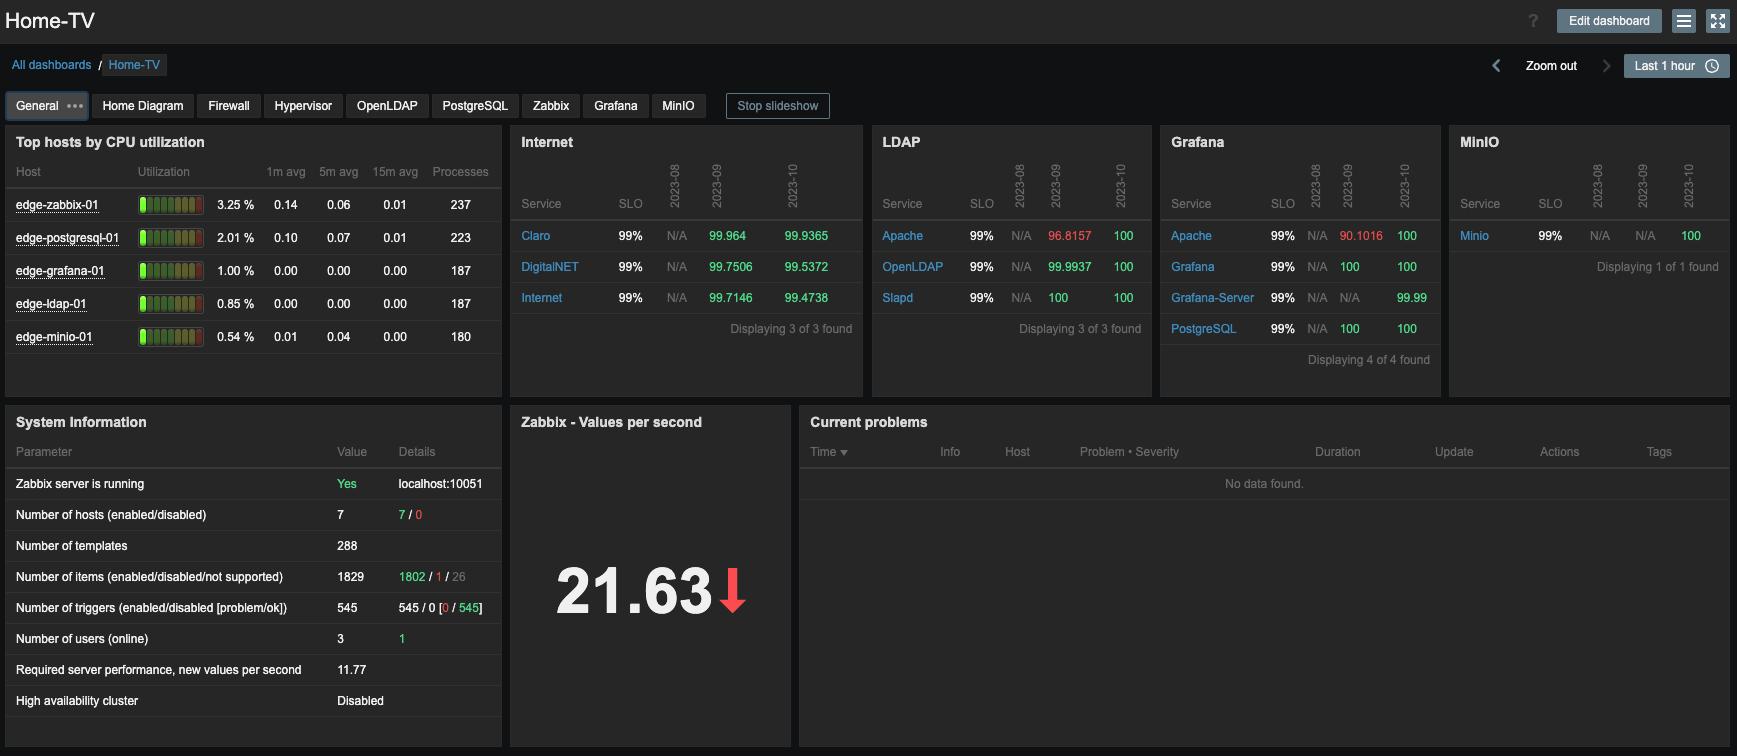 Home-TV
? Edit dashboard
All dashboards / Home-TV
Zoom out Last 1 hour
General ••• Home Diagram Firewall Hypervisor OpenLDAP PostgreSQL Zabbix Grafana MinIO Stop slideshow
Top hosts by CPU utilization
Host Utilization 1m avg 5m avg 15m avg Processes
edge-zabbix-01 3.25 % 0.14 0.06 0.01 237
edge-postgresql-01 2.01 % 0.10 0.07 0.01 223
edge-grafana-01 1.00 % 0.00 0.00 0.00 187
edge-ldap-01 0.85 % 0.00 0.00 0.00 187
edge-minio-01 0.54 % 0.01 0.04 0.00 180
Internet
Service SLO 2023-08 2023-09 2023-10
Claro 99% N/A 99.964 99.9365
DigitalNET 99% N/A 99.7506 99.5372
Internet 99% N/A 99.7146 99.4738
Displaying 3 of 3 found
LDAP
Service SLO 2023-08 2023-09 2023-10
Apache 99% N/A 96.8157 100
OpenLDAP 99% N/A 99.9937 100
Slapd 99% N/A 100 100
Displaying 3 of 3 found
Grafana
Service SLO 2023-08 2023-09 2023-10
Apache 99% N/A 90.1016 100
Grafana 99% N/A 100 100
Grafana-Server 99% N/A N/A 99.99
PostgreSQL 99% N/A 100 100
Displaying 4 of 4 found
MinIO
Service SLO 2023-08 2023-09 2023-10
Minio 99% N/A N/A 100
Displaying 1 of 1 found
System Information
Parameter Value Details
Zabbix server is running Yes localhost:10051
Number of hosts (enabled/disabled) 7 7 / 0
Number of templates 288
Number of items (enabled/disabled/not supported) 1829 1802 / 1 / 26
Number of triggers (enabled/disabled [problem/ok]) 545 545 / 0 [0 / 545]
Number of users (online) 3 1
Required server performance, new values per second 11.77
High availability cluster Disabled
Zabbix - Values per second
21.63
Current problems
Time Info Host Problem • Severity Duration Update Actions Tags
No data found.